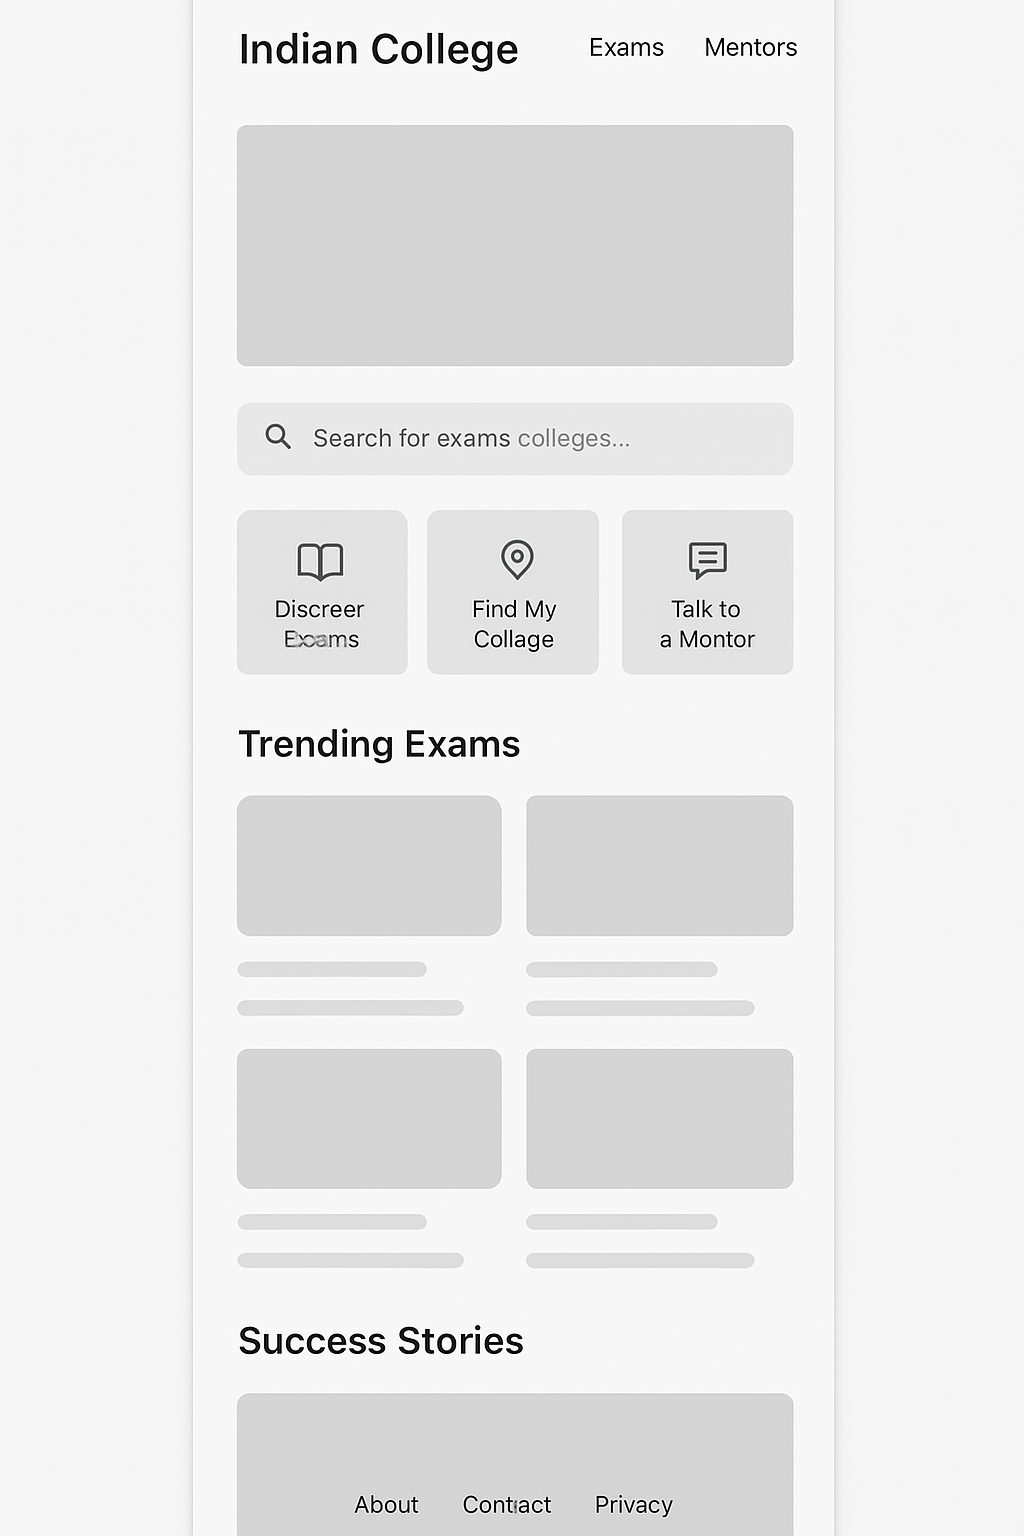 Indian College
Exams
Mentors
Search for exams colleges...
Discreer
Exams
Find My
Collage
Talk to
a Montor
Trending Exams
Success Stories
About
Contact
Privacy